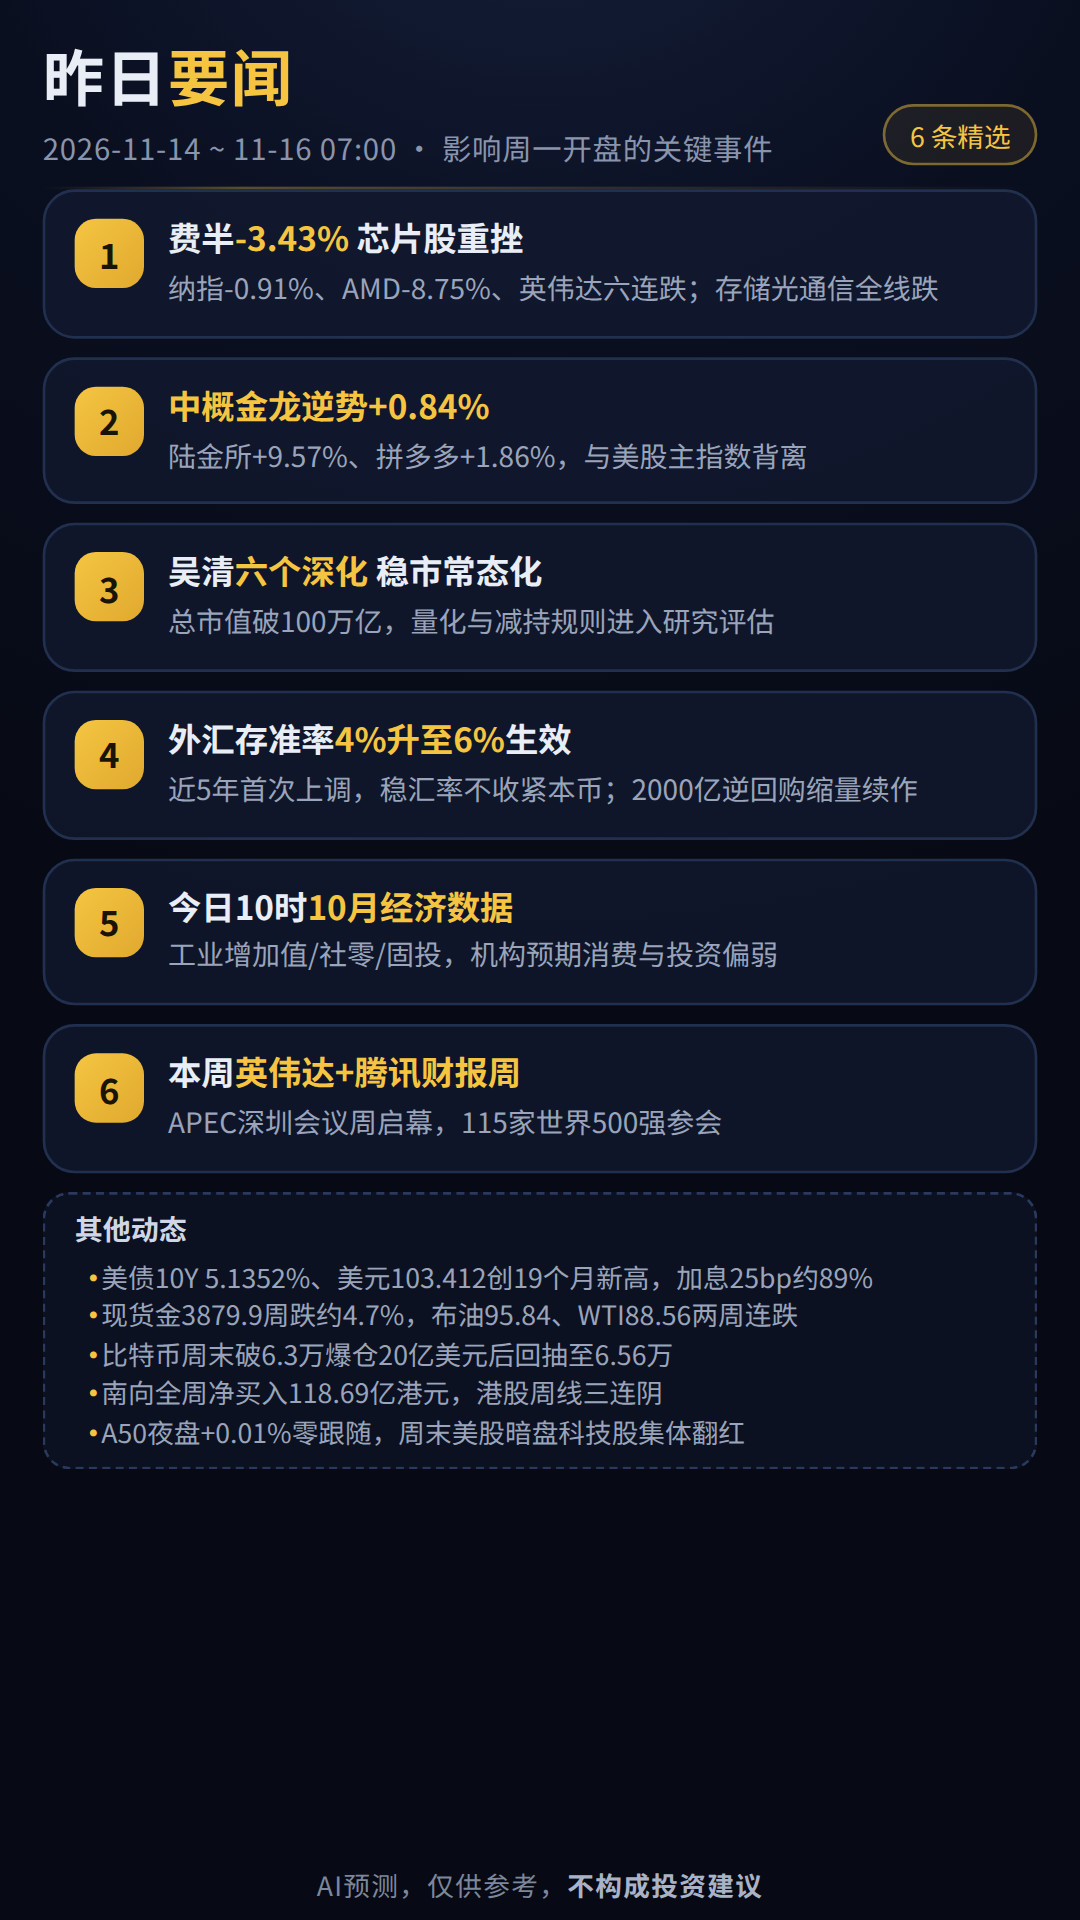 昨日要闻
2026-11-14 ~ 11-16 07:00 · 影响周一开盘的关键事件
6 条精选
1
费半-3.43% 芯片股重挫
纳指-0.91%、AMD-8.75%、英伟达六连跌；存储光通信全线跌
2
中概金龙逆势+0.84%
陆金所+9.57%、拼多多+1.86%，与美股主指数背离
3
吴清六个深化 稳市常态化
总市值破100万亿，量化与减持规则进入研究评估
4
外汇存准率4%升至6%生效
近5年首次上调，稳汇率不收紧本币；2000亿逆回购缩量续作
5
今日10时10月经济数据
工业增加值/社零/固投，机构预期消费与投资偏弱
6
本周英伟达+腾讯财报周
APEC深圳会议周启幕，115家世界500强参会
其他动态
•美债10Y 5.1352%、美元103.412创19个月新高，加息25bp约89%
•现货金3879.9周跌约4.7%，布油95.84、WTI88.56两周连跌
•比特币周末破6.3万爆仓20亿美元后回抽至6.56万
•南向全周净买入118.69亿港元，港股周线三连阴
•A50夜盘+0.01%零跟随，周末美股暗盘科技股集体翻红
AI预测，仅供参考，不构成投资建议